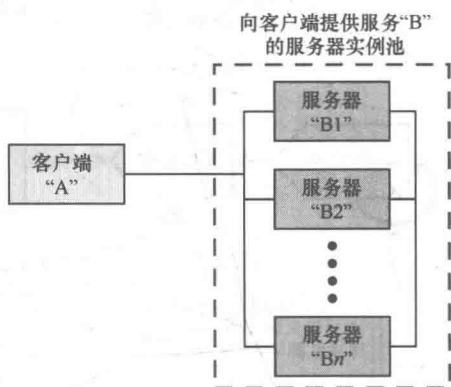 向客户端提供服务“B”
的服务器实例池
服务器
“B1”
客户端
“A”
服务器
“B2”
服务器
“Bn”